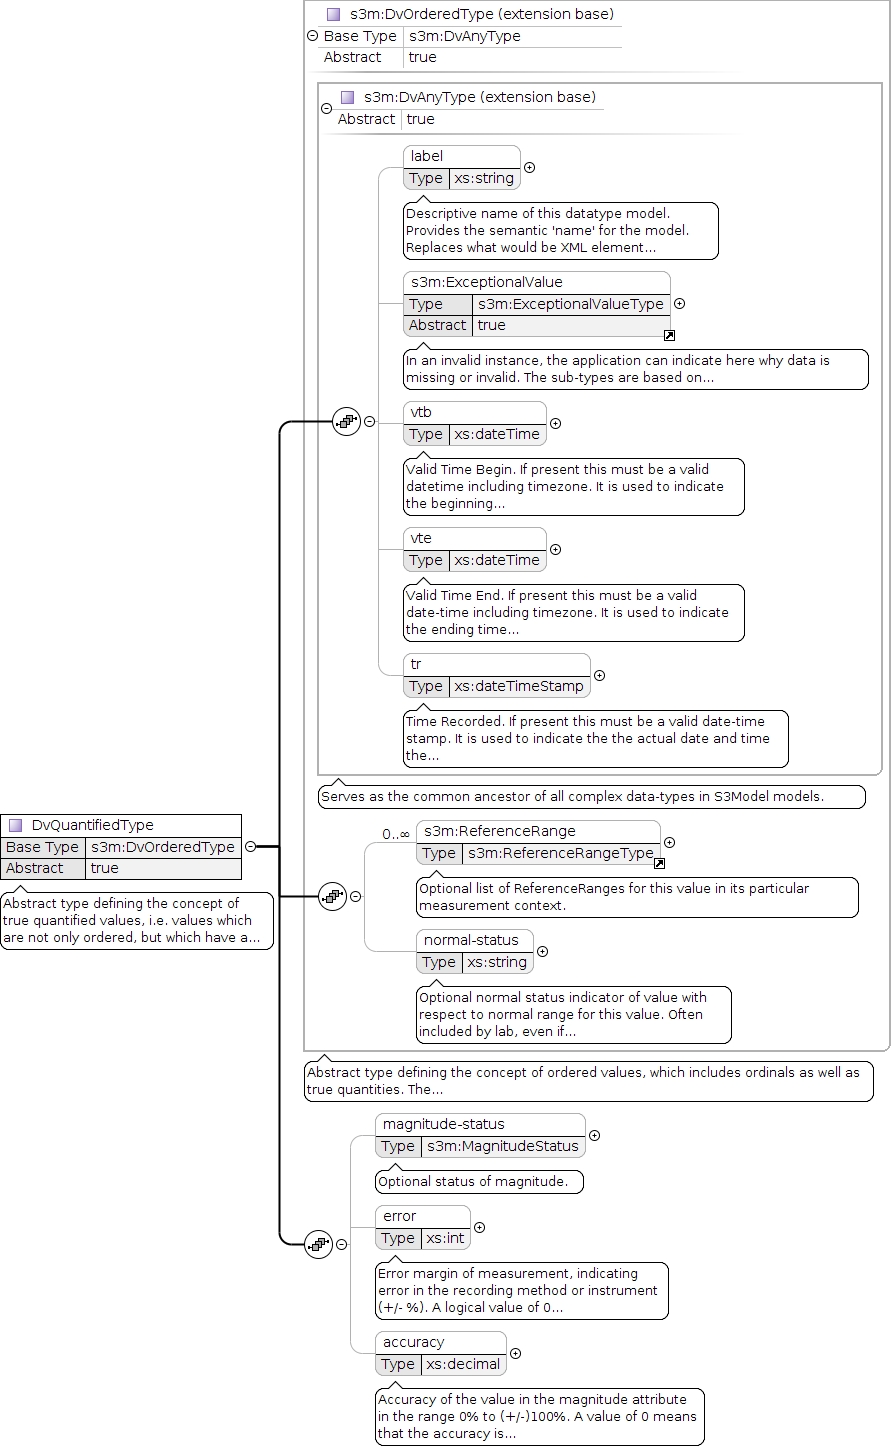 s3m:DvOrderedType (extension base)
Base Type s3m:DvAnyType
Abstract true
s3m:DvAnyType (extension base)
Abstract true
label
Type xs:string
Descriptive name of this datatype model.
Provides the semantic 'name' for the model.
Replaces what would be XML element...
s3m:ExceptionalValue
Type s3m:ExceptionalValueType
Abstract true
In an invalid instance, the application can indicate here why data is
missing or invalid. The sub-types are based on...
vtb
Type xs:dateTime
Valid Time Begin. If present this must be a valid
datetime including timezone. It is used to indicate
the beginning...
vte
Type xs:dateTime
Valid Time End. If present this must be a valid
date-time including timezone. It is used to indicate
the ending time...
tr
Type xs:dateTimeStamp
Time Recorded. If present this must be a valid date-time
stamp. It is used to indicate the the actual date and time
the...
Serves as the common ancestor of all complex data-types in S3Model models.
DvQuantifiedType
Base Type s3m:DvOrderedType
Abstract true
Abstract type defining the concept of
true quantified values, i.e. values which
are not only ordered, but which have a...
0..∞
s3m:ReferenceRange
Type s3m:ReferenceRangeType
Optional list of ReferenceRanges for this value in its particular
measurement context.
normal-status
Type xs:string
Optional normal status indicator of value with
respect to normal range for this value. Often
included by lab, even if...
Abstract type defining the concept of ordered values, which includes ordinals as well as
true quantities. The...
magnitude-status
Type s3m:MagnitudeStatus
Optional status of magnitude.
error
Type xs:int
Error margin of measurement, indicating
error in the recording method or instrument
(+/- %). A logical value of 0...
accuracy
Type xs:decimal
Accuracy of the value in the magnitude attribute
in the range 0% to (+/-)100%. A value of 0 means
that the accuracy is...